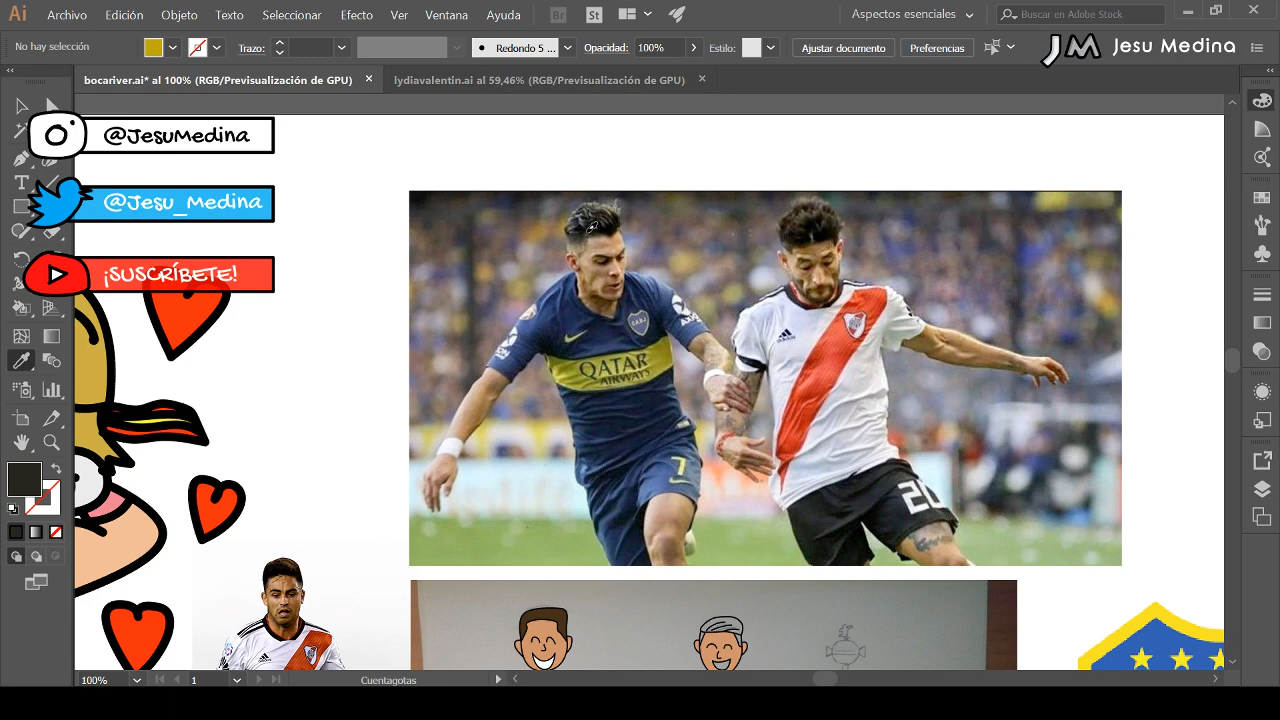 Ai Archivo Edición Objeto Texto Seleccionar Efecto Ver Ventana Ayuda Br St Aspectos esenciales Buscar en Adobe Stock
No hay selección Trazo: Redondo 5 ... Opacidad: 100% Estilo: Ajustar documento Preferencias JM Jesu Medina
bocariver.ai* al 100% (RGB/Previsualización de GPU) × lydiavalentin.ai al 59,46% (RGB/Previsualización de GPU) ×
@JesuMedina
@Jesu_Medina
¡SUSCRÍBETE!
CABJ
QATAR
AIRWAYS
adidas
7
20
100% 1 Cuentagotas